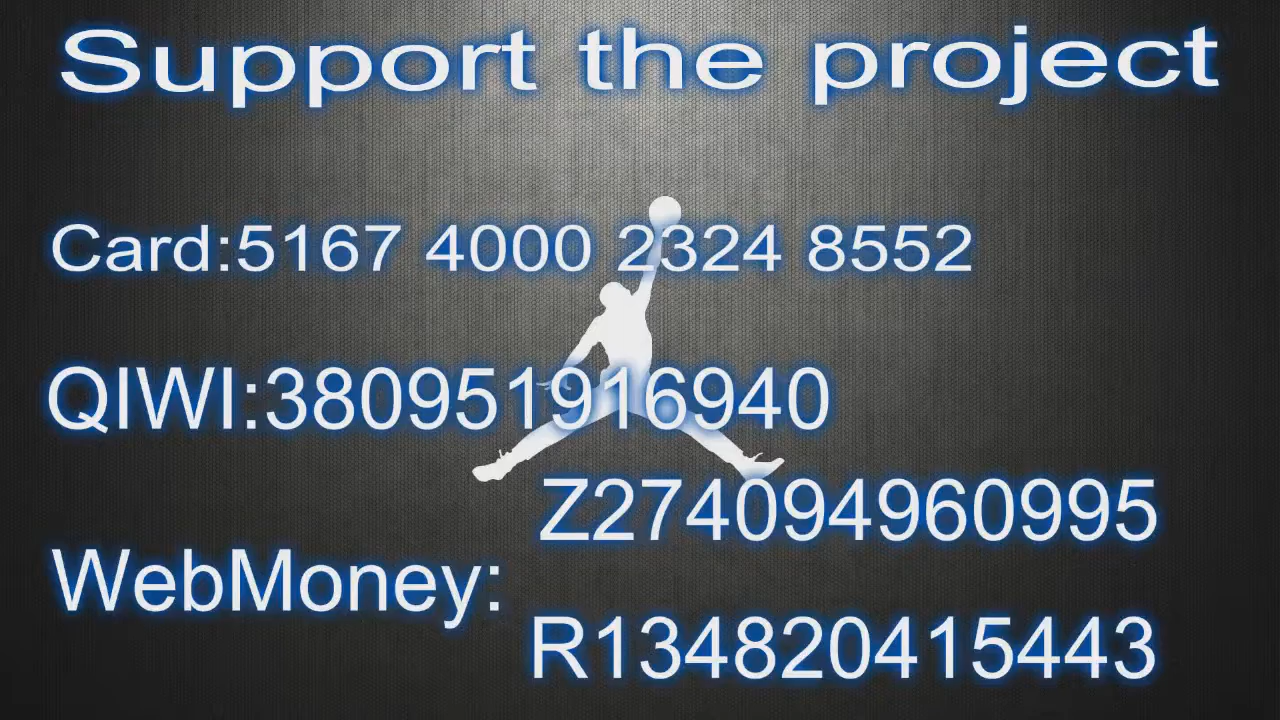 Support the project
Card:5167 4000 2324 8552
QIWI:380951916940
Z274094960995
WebMoney:
R134820415443